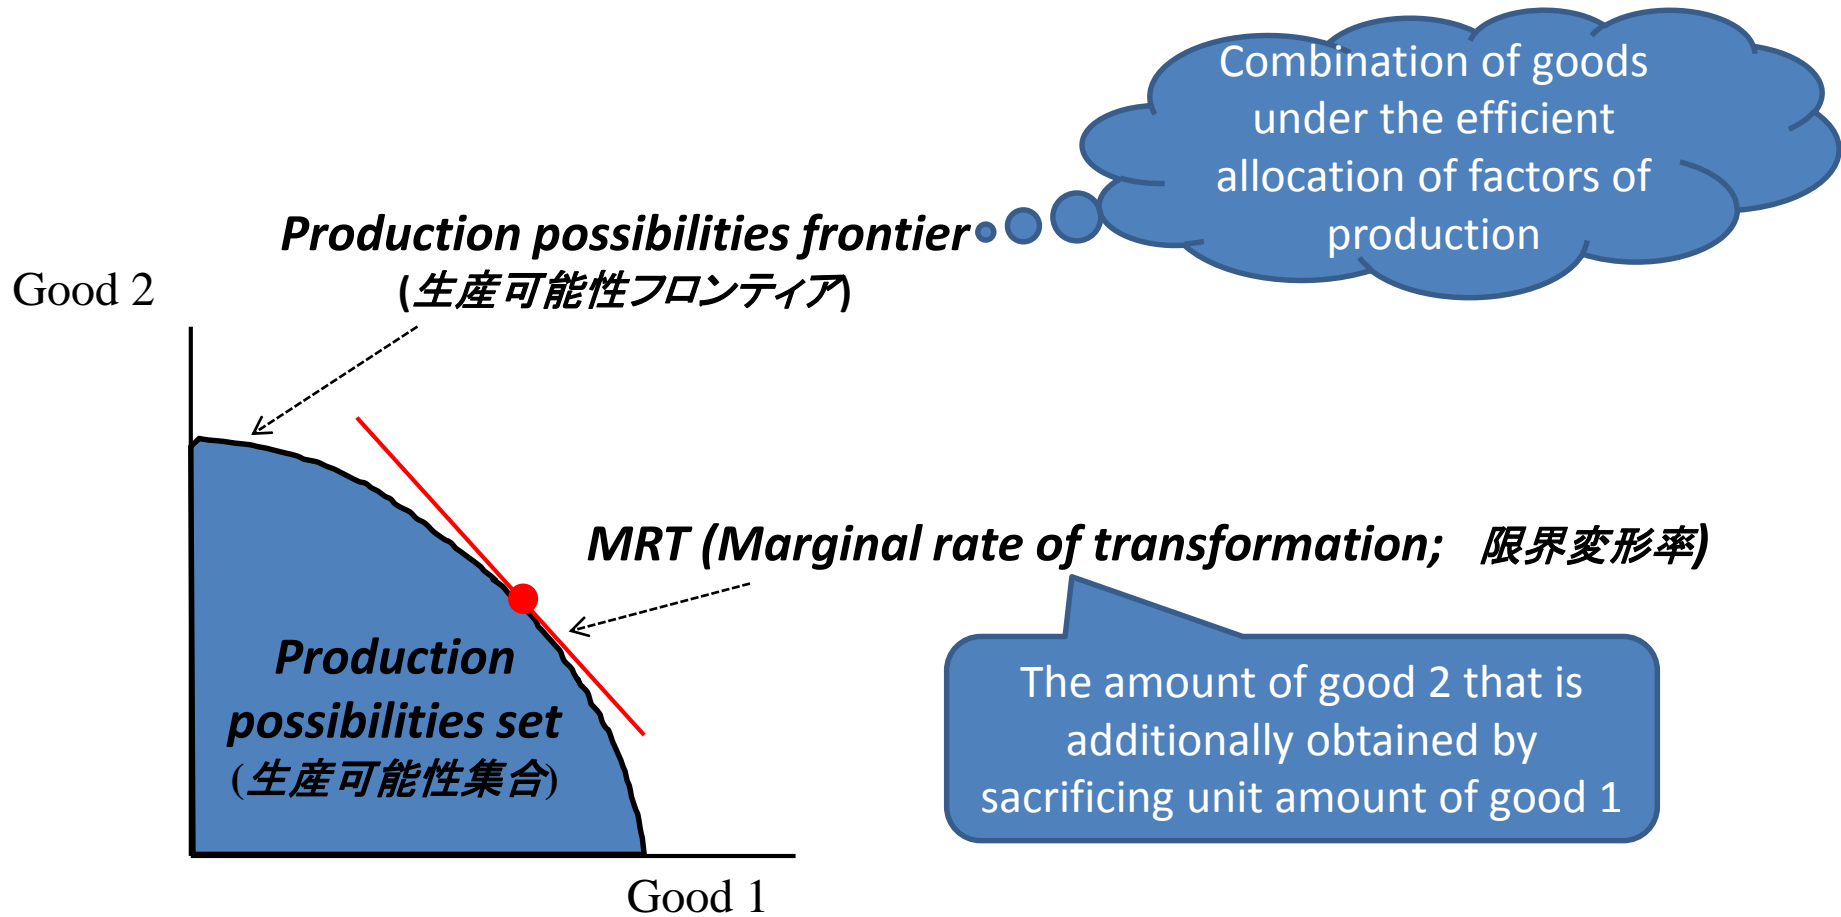 Combination of goods
under the efficient
allocation of factors of
production
Production possibilities frontier
(生産可能性フロンティア)
Good 2
MRT (Marginal rate of transformation; 限界変形率)
Production
possibilities set
(生産可能性集合)
The amount of good 2 that is
additionally obtained by
sacrificing unit amount of good 1
Good 1